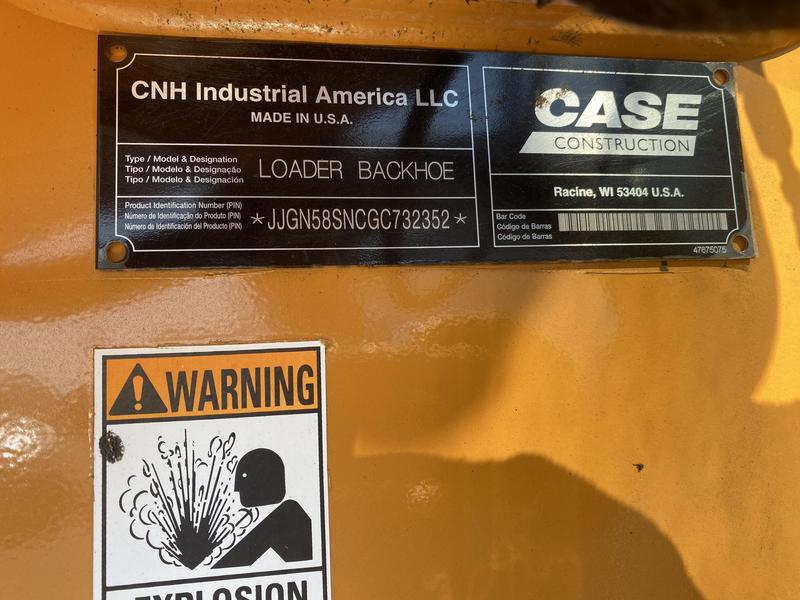 CNH Industrial America LLC
MADE IN U.S.A.
Type / Model & Designation
Tipo / Modelo & Designação
Tipo / Modelo & Designación
LOADER BACKHOE
Product Identification Number (PIN)
Número de Identificação do Produto (PIN)
Número de Identificación del Producto (PIN)
*JJGN58SNCGC732352*
CASE
CONSTRUCTION
Racine, WI 53404 U.S.A.
Bar Code
Código de Barras
Código de Barras
47675075
WARNING
EXPLOSION